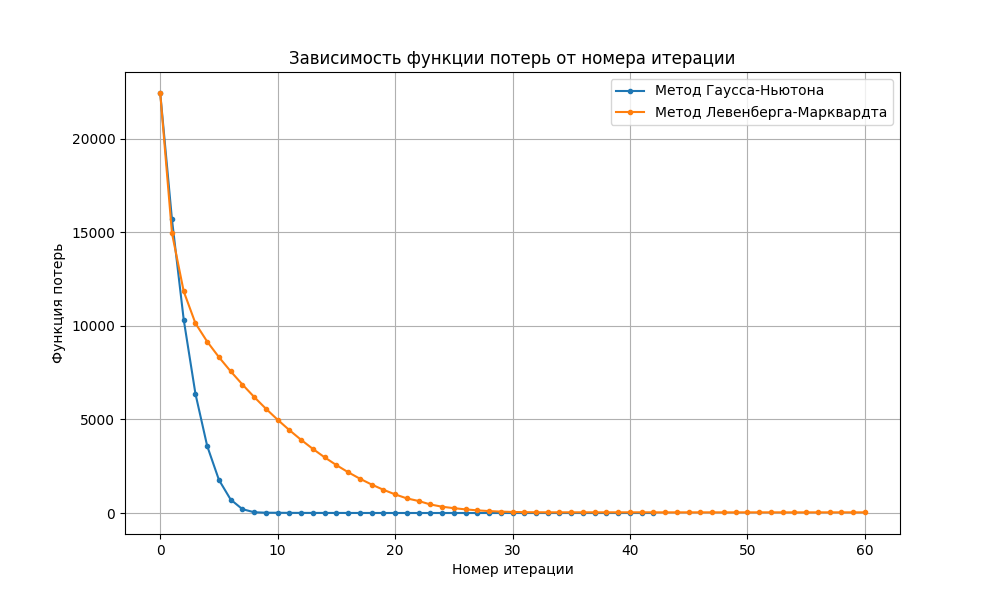 Зависимость функции потерь от номера итерации
Метод Гаусса-Ньютона
Метод Левенберга-Марквардта
20000
15000
10000
5000
0
Функция потерь
0 10 20 30 40 50 60
Номер итерации